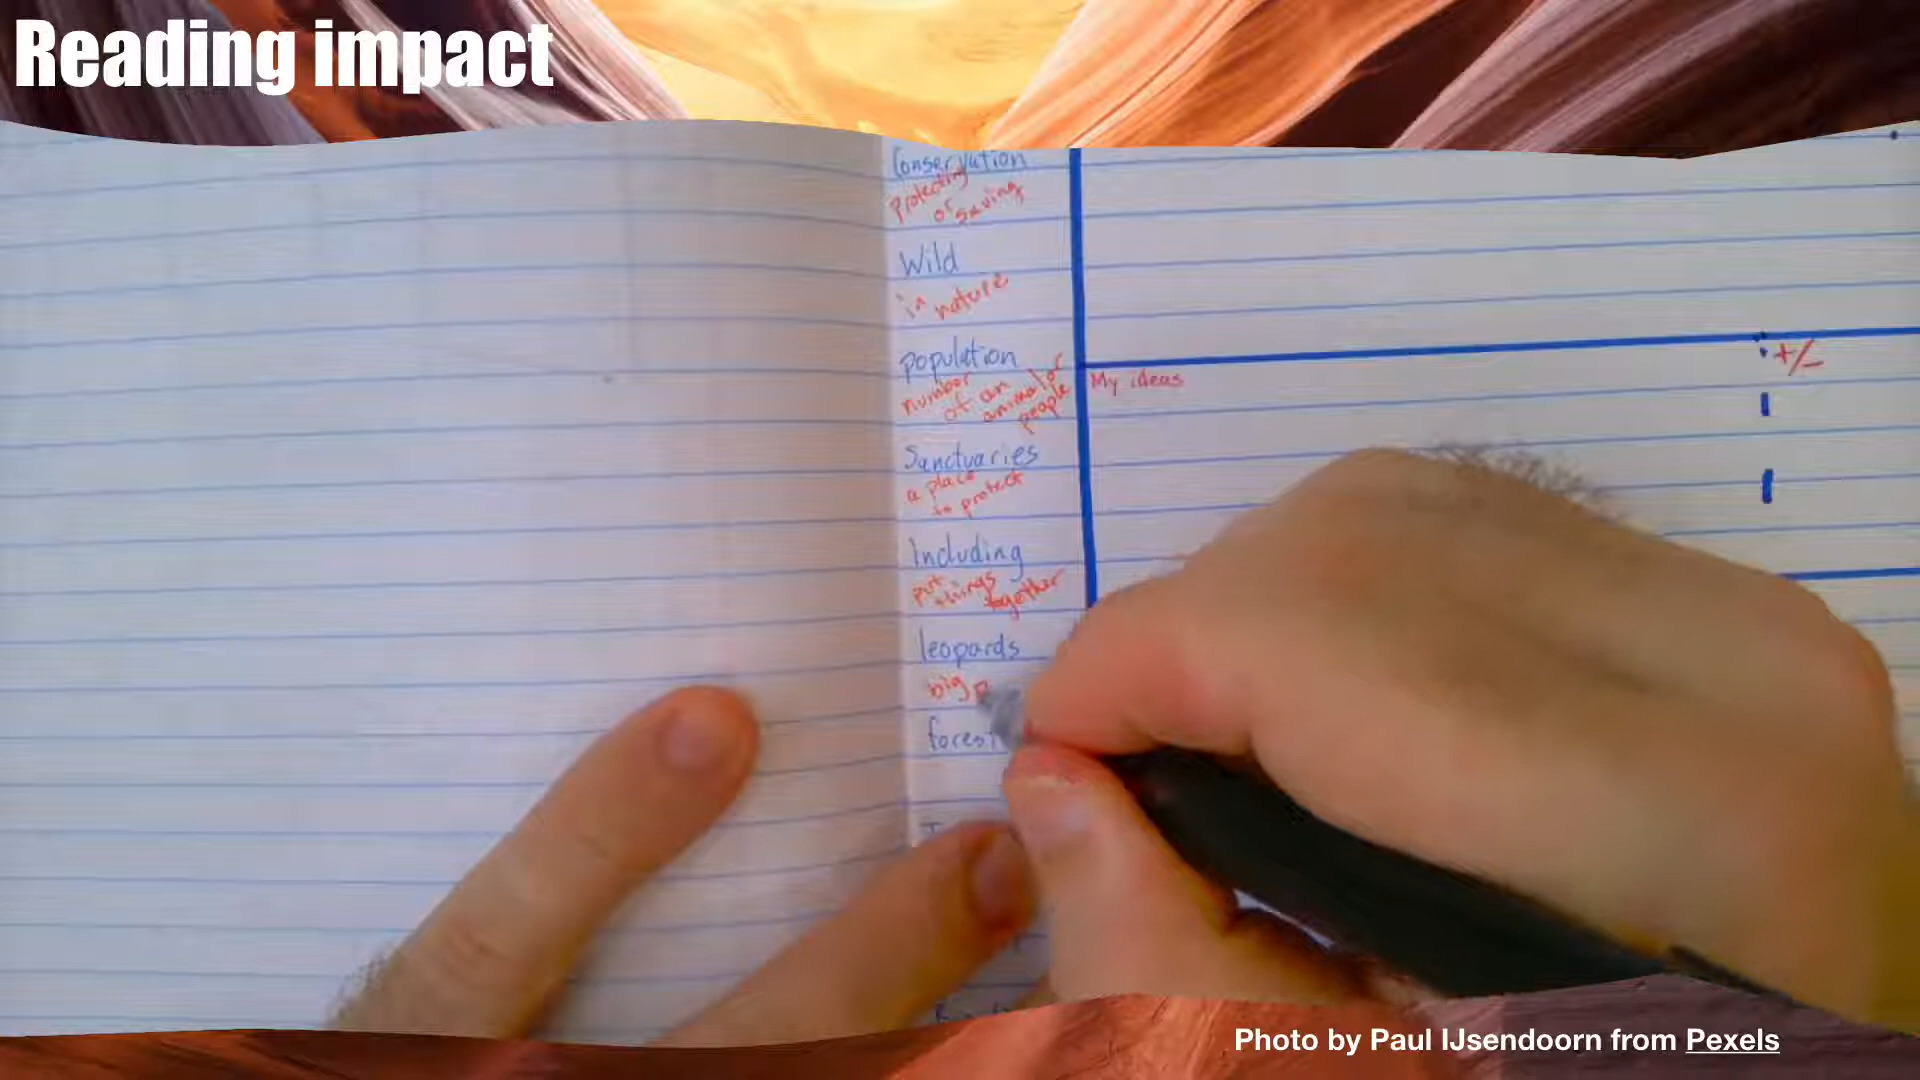 Reading impact
Conservation
Protecting
or saving
Wild
in nature
population
number
of an
animal or
people
Sanctuaries
a place
to protect
Including
put
things
together
leopards
big
forest
My ideas
+/-
Photo by Paul IJsendoorn from Pexels